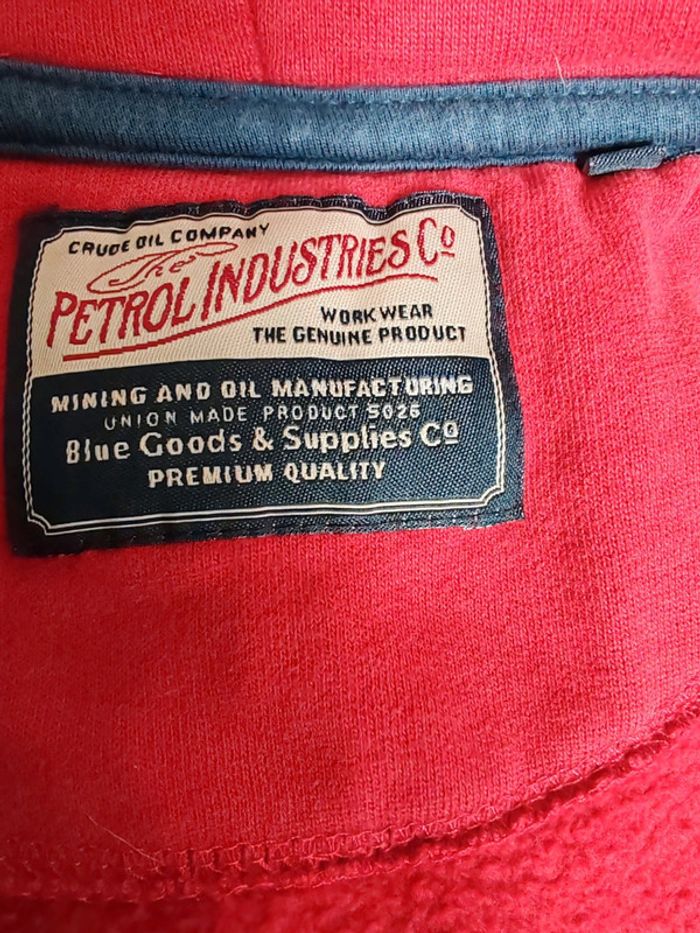 CRUDE OIL COMPANY
The
PETROL INDUSTRIES Co
WORKWEAR
THE GENUINE PRODUCT
MINING AND OIL MANUFACTURING
UNION MADE PRODUCT 5026
Blue Goods & Supplies Co
PREMIUM QUALITY